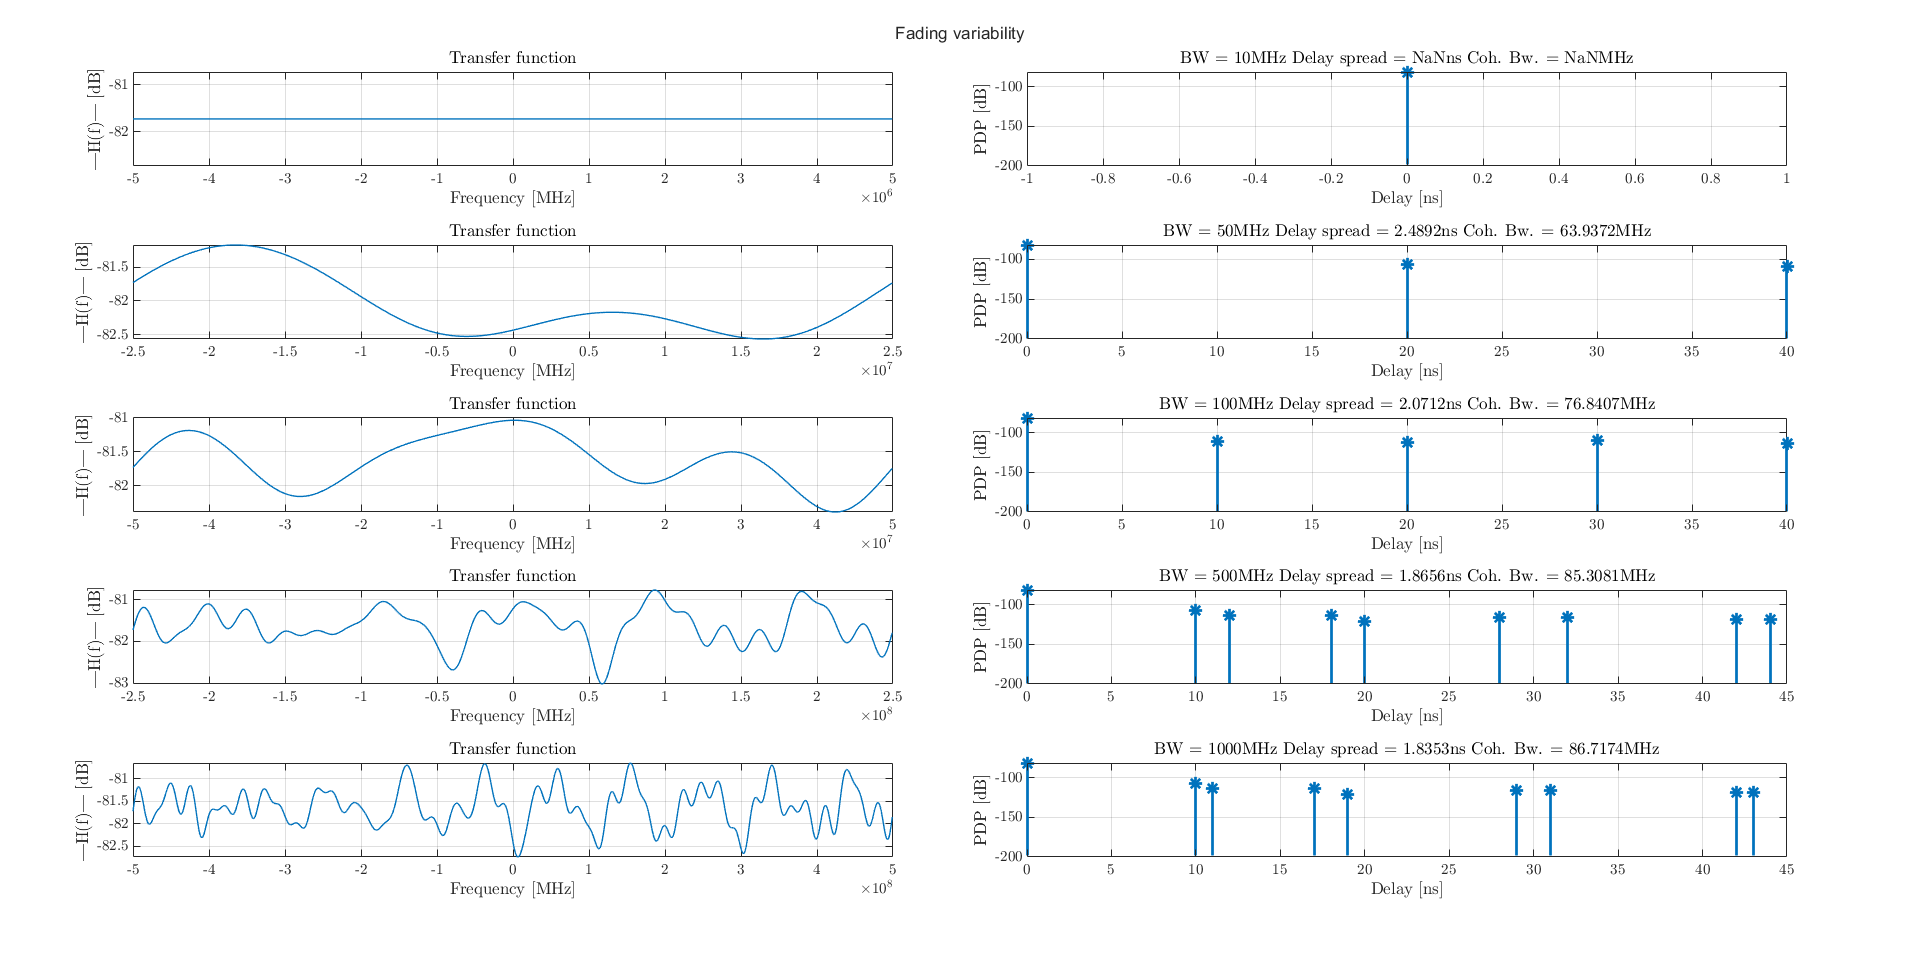 Fading variability
Transfer function
—H(f)— [dB]
-81
-82
-5 -4 -3 -2 -1 0 1 2 3 4 5
Frequency [MHz]
×10⁶
BW = 10MHz Delay spread = NaNns Coh. Bw. = NaNMHz
PDP [dB]
-100
-150
-200
-1 -0.8 -0.6 -0.4 -0.2 0 0.2 0.4 0.6 0.8 1
Delay [ns]
Transfer function
—H(f)— [dB]
-81.5
-82
-82.5
-2.5 -2 -1.5 -1 -0.5 0 0.5 1 1.5 2 2.5
Frequency [MHz]
×10⁷
BW = 50MHz Delay spread = 2.4892ns Coh. Bw. = 63.9372MHz
PDP [dB]
-100
-150
-200
0 5 10 15 20 25 30 35 40
Delay [ns]
Transfer function
—H(f)— [dB]
-81
-81.5
-82
-5 -4 -3 -2 -1 0 1 2 3 4 5
Frequency [MHz]
×10⁷
BW = 100MHz Delay spread = 2.0712ns Coh. Bw. = 76.8407MHz
PDP [dB]
-100
-150
-200
0 5 10 15 20 25 30 35 40
Delay [ns]
Transfer function
—H(f)— [dB]
-81
-82
-83
-2.5 -2 -1.5 -1 -0.5 0 0.5 1 1.5 2 2.5
Frequency [MHz]
×10⁸
BW = 500MHz Delay spread = 1.8656ns Coh. Bw. = 85.3081MHz
PDP [dB]
-100
-150
-200
0 5 10 15 20 25 30 35 40 45
Delay [ns]
Transfer function
—H(f)— [dB]
-81
-81.5
-82
-82.5
-5 -4 -3 -2 -1 0 1 2 3 4 5
Frequency [MHz]
×10⁸
BW = 1000MHz Delay spread = 1.8353ns Coh. Bw. = 86.7174MHz
PDP [dB]
-100
-150
-200
0 5 10 15 20 25 30 35 40 45
Delay [ns]